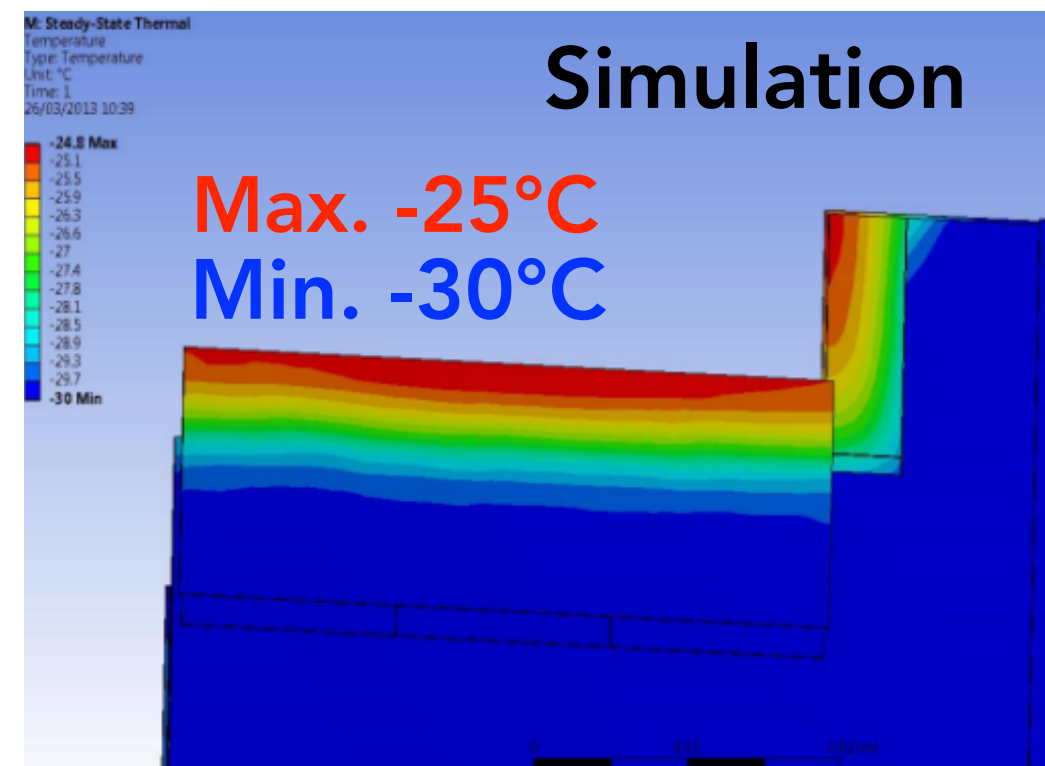 M: Steady-State Thermal
Temperature
Type: Temperature
Unit: °C
Time: 1
26/03/2013 10:39
Simulation
Max. -25°C
Min. -30°C
-24.8 Max
-25.1
-25.5
-25.9
-26.3
-26.6
-27
-27.4
-27.8
-28.1
-28.5
-28.9
-29.3
-29.7
-30 Min
0